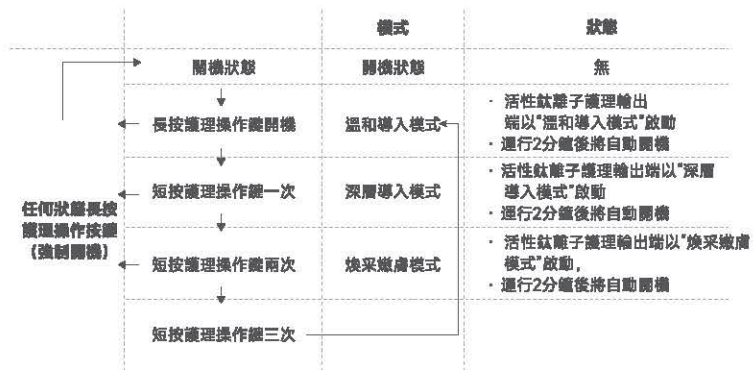 模式
狀態
關機狀態
關機狀態
無
長按護理操作鍵開機
溫和導入模式
· 活性鈦離子護理輸出
端以"溫和導入模式"啟動
· 運行2分鐘後將自動關機
短按護理操作鍵一次
深層導入模式
· 活性鈦離子護理輸出端以"深層
導入模式"啟動
· 運行2分鐘後將自動關機
任何狀態長按
護理操作按鍵
(強制關機)
短按護理操作鍵兩次
煥采嫩膚模式
· 活性鈦離子護理輸出端以"煥采嫩膚
模式"啟動,
· 運行2分鐘後將自動關機
短按護理操作鍵三次